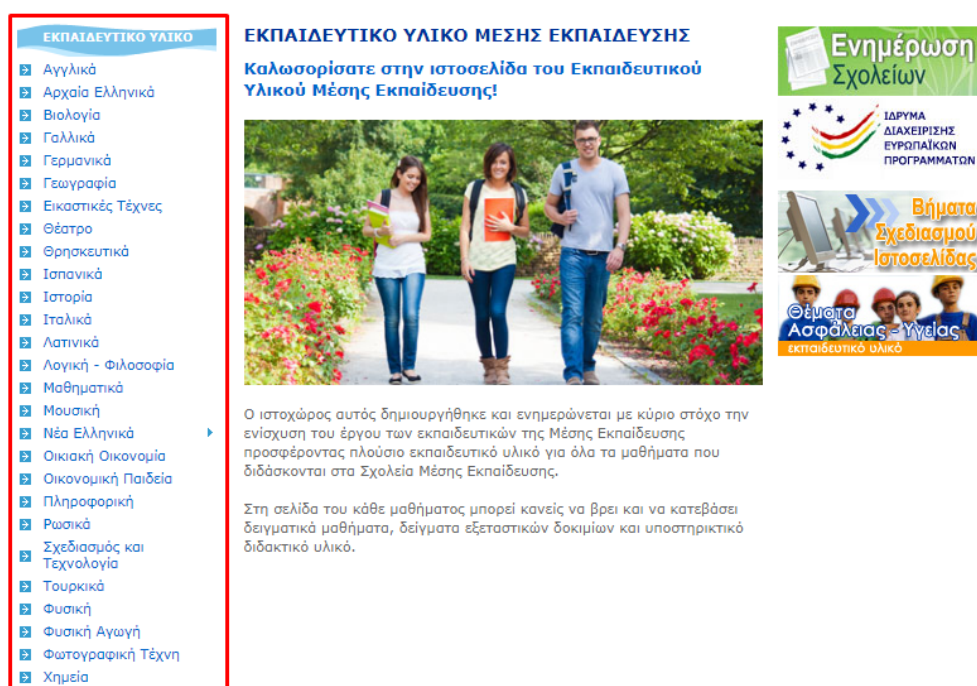 ΕΚΠΑΙΔΕΥΤΙΚΟ ΥΛΙΚΟ
Αγγλικά
Αρχαία Ελληνικά
Βιολογία
Γαλλικά
Γερμανικά
Γεωγραφία
Εικαστικές Τέχνες
Θέατρο
Θρησκευτικά
Ισπανικά
Ιστορία
Ιταλικά
Λατινικά
Λογική - Φιλοσοφία
Μαθηματικά
Μουσική
Νέα Ελληνικά
Οικιακή Οικονομία
Οικονομική Παιδεία
Πληροφορική
Ρωσικά
Σχεδιασμός και
Τεχνολογία
Τουρκικά
Φυσική
Φυσική Αγωγή
Φωτογραφική Τέχνη
Χημεία
ΕΚΠΑΙΔΕΥΤΙΚΟ ΥΛΙΚΟ ΜΕΣΗΣ ΕΚΠΑΙΔΕΥΣΗΣ
Καλωσορίσατε στην ιστοσελίδα του Εκπαιδευτικού
Υλικού Μέσης Εκπαίδευσης!
Ο ιστοχώρος αυτός δημιουργήθηκε και ενημερώνεται με κύριο στόχο την
ενίσχυση του έργου των εκπαιδευτικών της Μέσης Εκπαίδευσης
προσφέροντας πλούσιο εκπαιδευτικό υλικό για όλα τα μαθήματα που
διδάσκονται στα Σχολεία Μέσης Εκπαίδευσης.
Στη σελίδα του κάθε μαθήματος μπορεί κανείς να βρει και να κατεβάσει
δειγματικά μαθήματα, δείγματα εξεταστικών δοκιμίων και υποστηρικτικό
διδακτικό υλικό.
Ενημέρωση
Σχολείων
ΙΔΡΥΜΑ
ΔΙΑΧΕΙΡΙΣΗΣ
ΕΥΡΩΠΑΪΚΩΝ
ΠΡΟΓΡΑΜΜΑΤΩΝ
Βήματα
Σχεδιασμού
Ιστοσελίδας
Θέματα
Ασφάλειας - Υγείας
εκπαιδευτικό υλικό